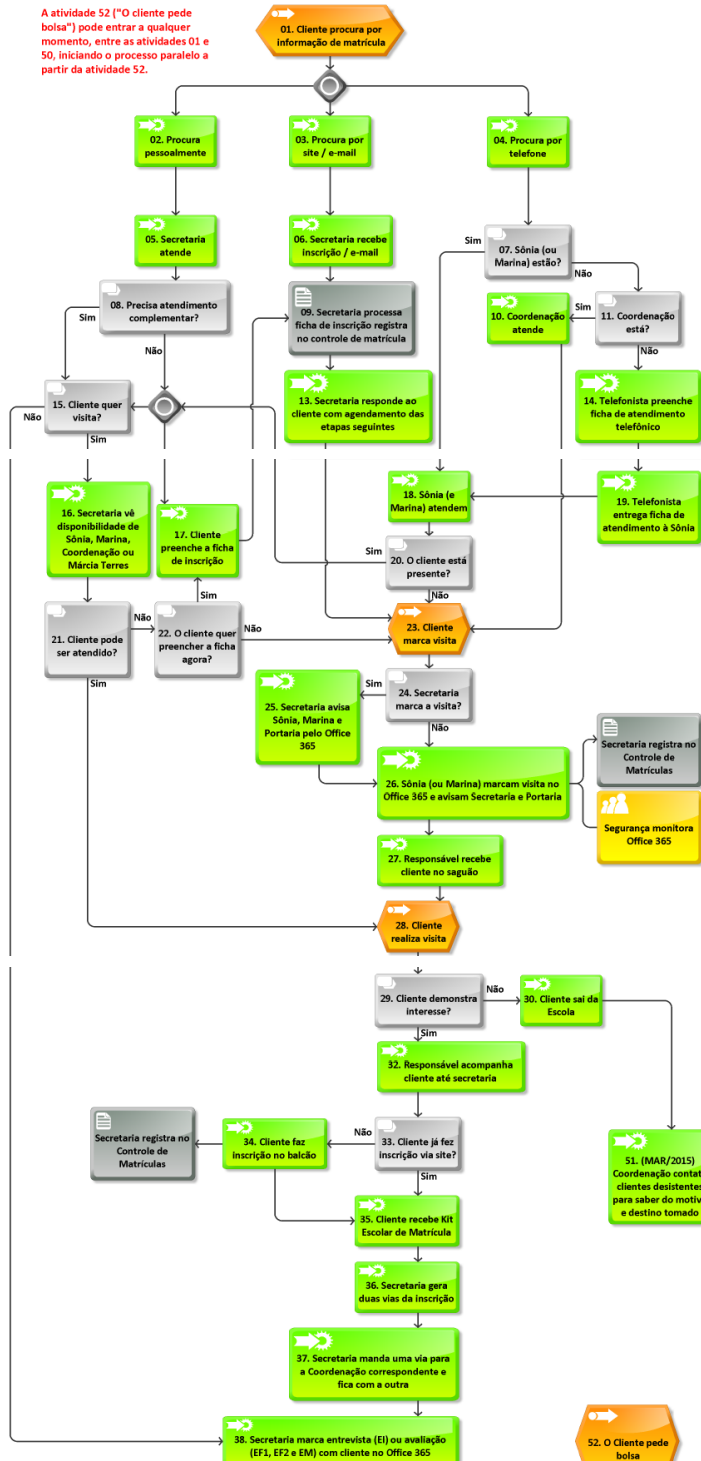 A atividade 52 ("O cliente pede
bolsa") pode entrar a qualquer
momento, entre as atividades 01 e
50, iniciando o processo paralelo a
partir da atividade 52.
01. Cliente procura por
informação de matrícula
02. Procura
pessoalmente
03. Procura por
site / e-mail
04. Procura por
telefone
05. Secretaria
atende
06. Secretaria recebe
inscrição / e-mail
Sim
07. Sônia (ou
Marina) estão?
Não
08. Precisa atendimento
complementar?
Sim
Não
09. Secretaria processa
ficha de inscrição registra
no controle de matrícula
10. Coordenação
atende
Sim
11. Coordenação
está?
Não
15. Cliente quer
visita?
Não
Sim
13. Secretaria responde ao
cliente com agendamento das
etapas seguintes
14. Telefonista preenche
ficha de atendimento
telefônico
16. Secretaria vê
disponibilidade de
Sônia, Marina,
Coordenação ou
Márcia Terres
17. Cliente
preenche a ficha
de inscrição
18. Sônia (e
Marina) atendem
19. Telefonista
entrega ficha de
atendimento à Sônia
Sim
20. O cliente está
presente?
Não
Sim
21. Cliente pode
ser atendido?
Não
Sim
22. O cliente quer
preencher a ficha
agora?
Não
23. Cliente
marca visita
24. Secretaria
marca a visita?
Sim
Não
25. Secretaria avisa
Sônia, Marina e
Portaria pelo Office
365
26. Sônia (ou Marina) marcam visita no
Office 365 e avisam Secretaria e Portaria
Secretaria registra no
Controle de
Matrículas
Segurança monitora
Office 365
27. Responsável recebe
cliente no saguão
28. Cliente
realiza visita
29. Cliente demonstra
interesse?
Não
Sim
30. Cliente sai da
Escola
32. Responsável acompanha
cliente até secretaria
Secretaria registra no
Controle de
Matrículas
34. Cliente faz
inscrição no balcão
Não
33. Cliente já fez
inscrição via site?
Sim
51. (MAR/2015)
Coordenação contat
clientes desistentes
para saber do motiv
e destino tomado
35. Cliente recebe Kit
Escolar de Matrícula
36. Secretaria gera
duas vias da inscrição
37. Secretaria manda uma via para
a Coordenação correspondente e
fica com a outra
38. Secretaria marca entrevista (EI) ou avaliação
(EF1, EF2 e EM) com cliente no Office 365
52. O Cliente pede
bolsa